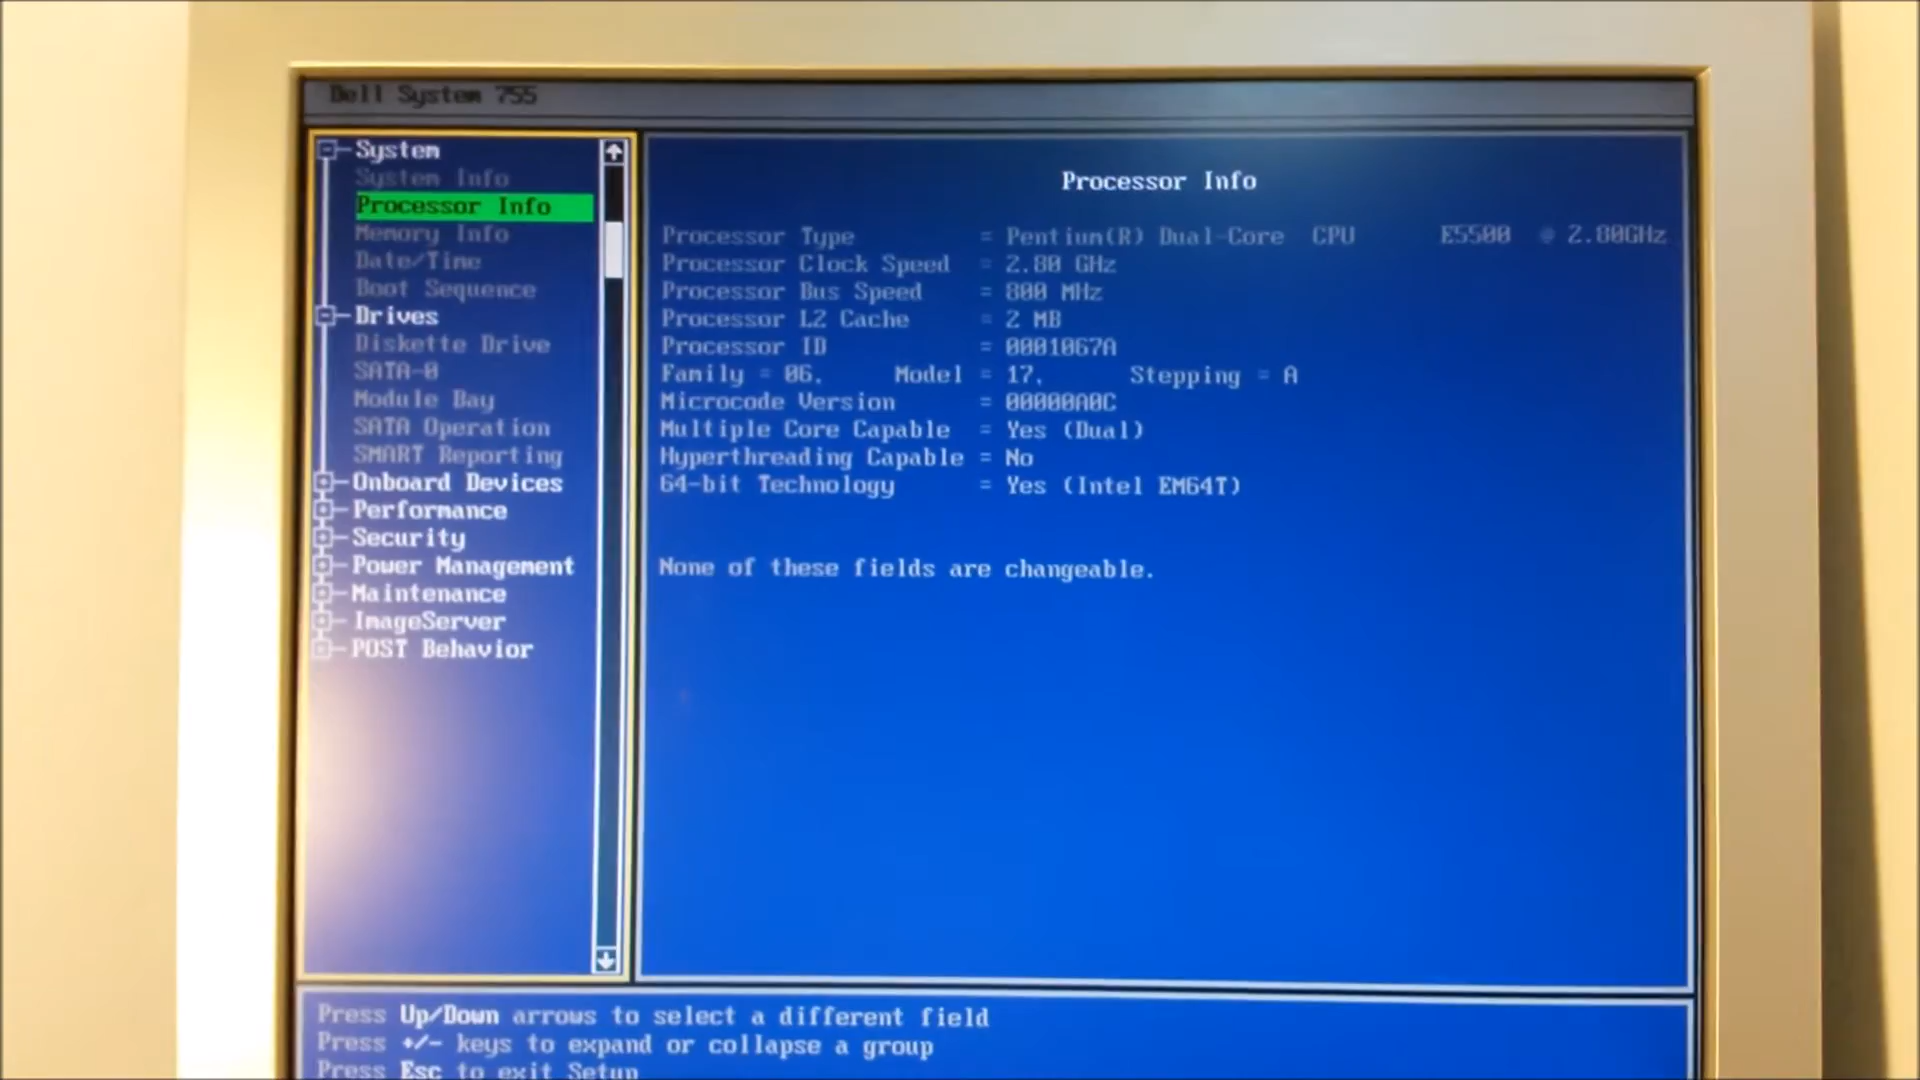 Dell System 755
System
System Info
Processor Info
Memory Info
Date/Time
Boot Sequence
Drives
Diskette Drive
SATA-0
Module Bay
SATA Operation
SMART Reporting
Onboard Devices
Performance
Security
Power Management
Maintenance
ImageServer
POST Behavior
Processor Info
Processor Type = Pentium(R) Dual-Core CPU E5500 @ 2.80GHz
Processor Clock Speed = 2.80 GHz
Processor Bus Speed = 800 MHz
Processor L2 Cache = 2 MB
Processor ID = 0001067A
Family = 06, Model = 17, Stepping = A
Microcode Version = 00000A0C
Multiple Core Capable = Yes (Dual)
Hyperthreading Capable = No
64-bit Technology = Yes (Intel EM64T)
None of these fields are changeable.
Press Up/Down arrows to select a different field
Press +/- keys to expand or collapse a group
Press Esc to exit Setup